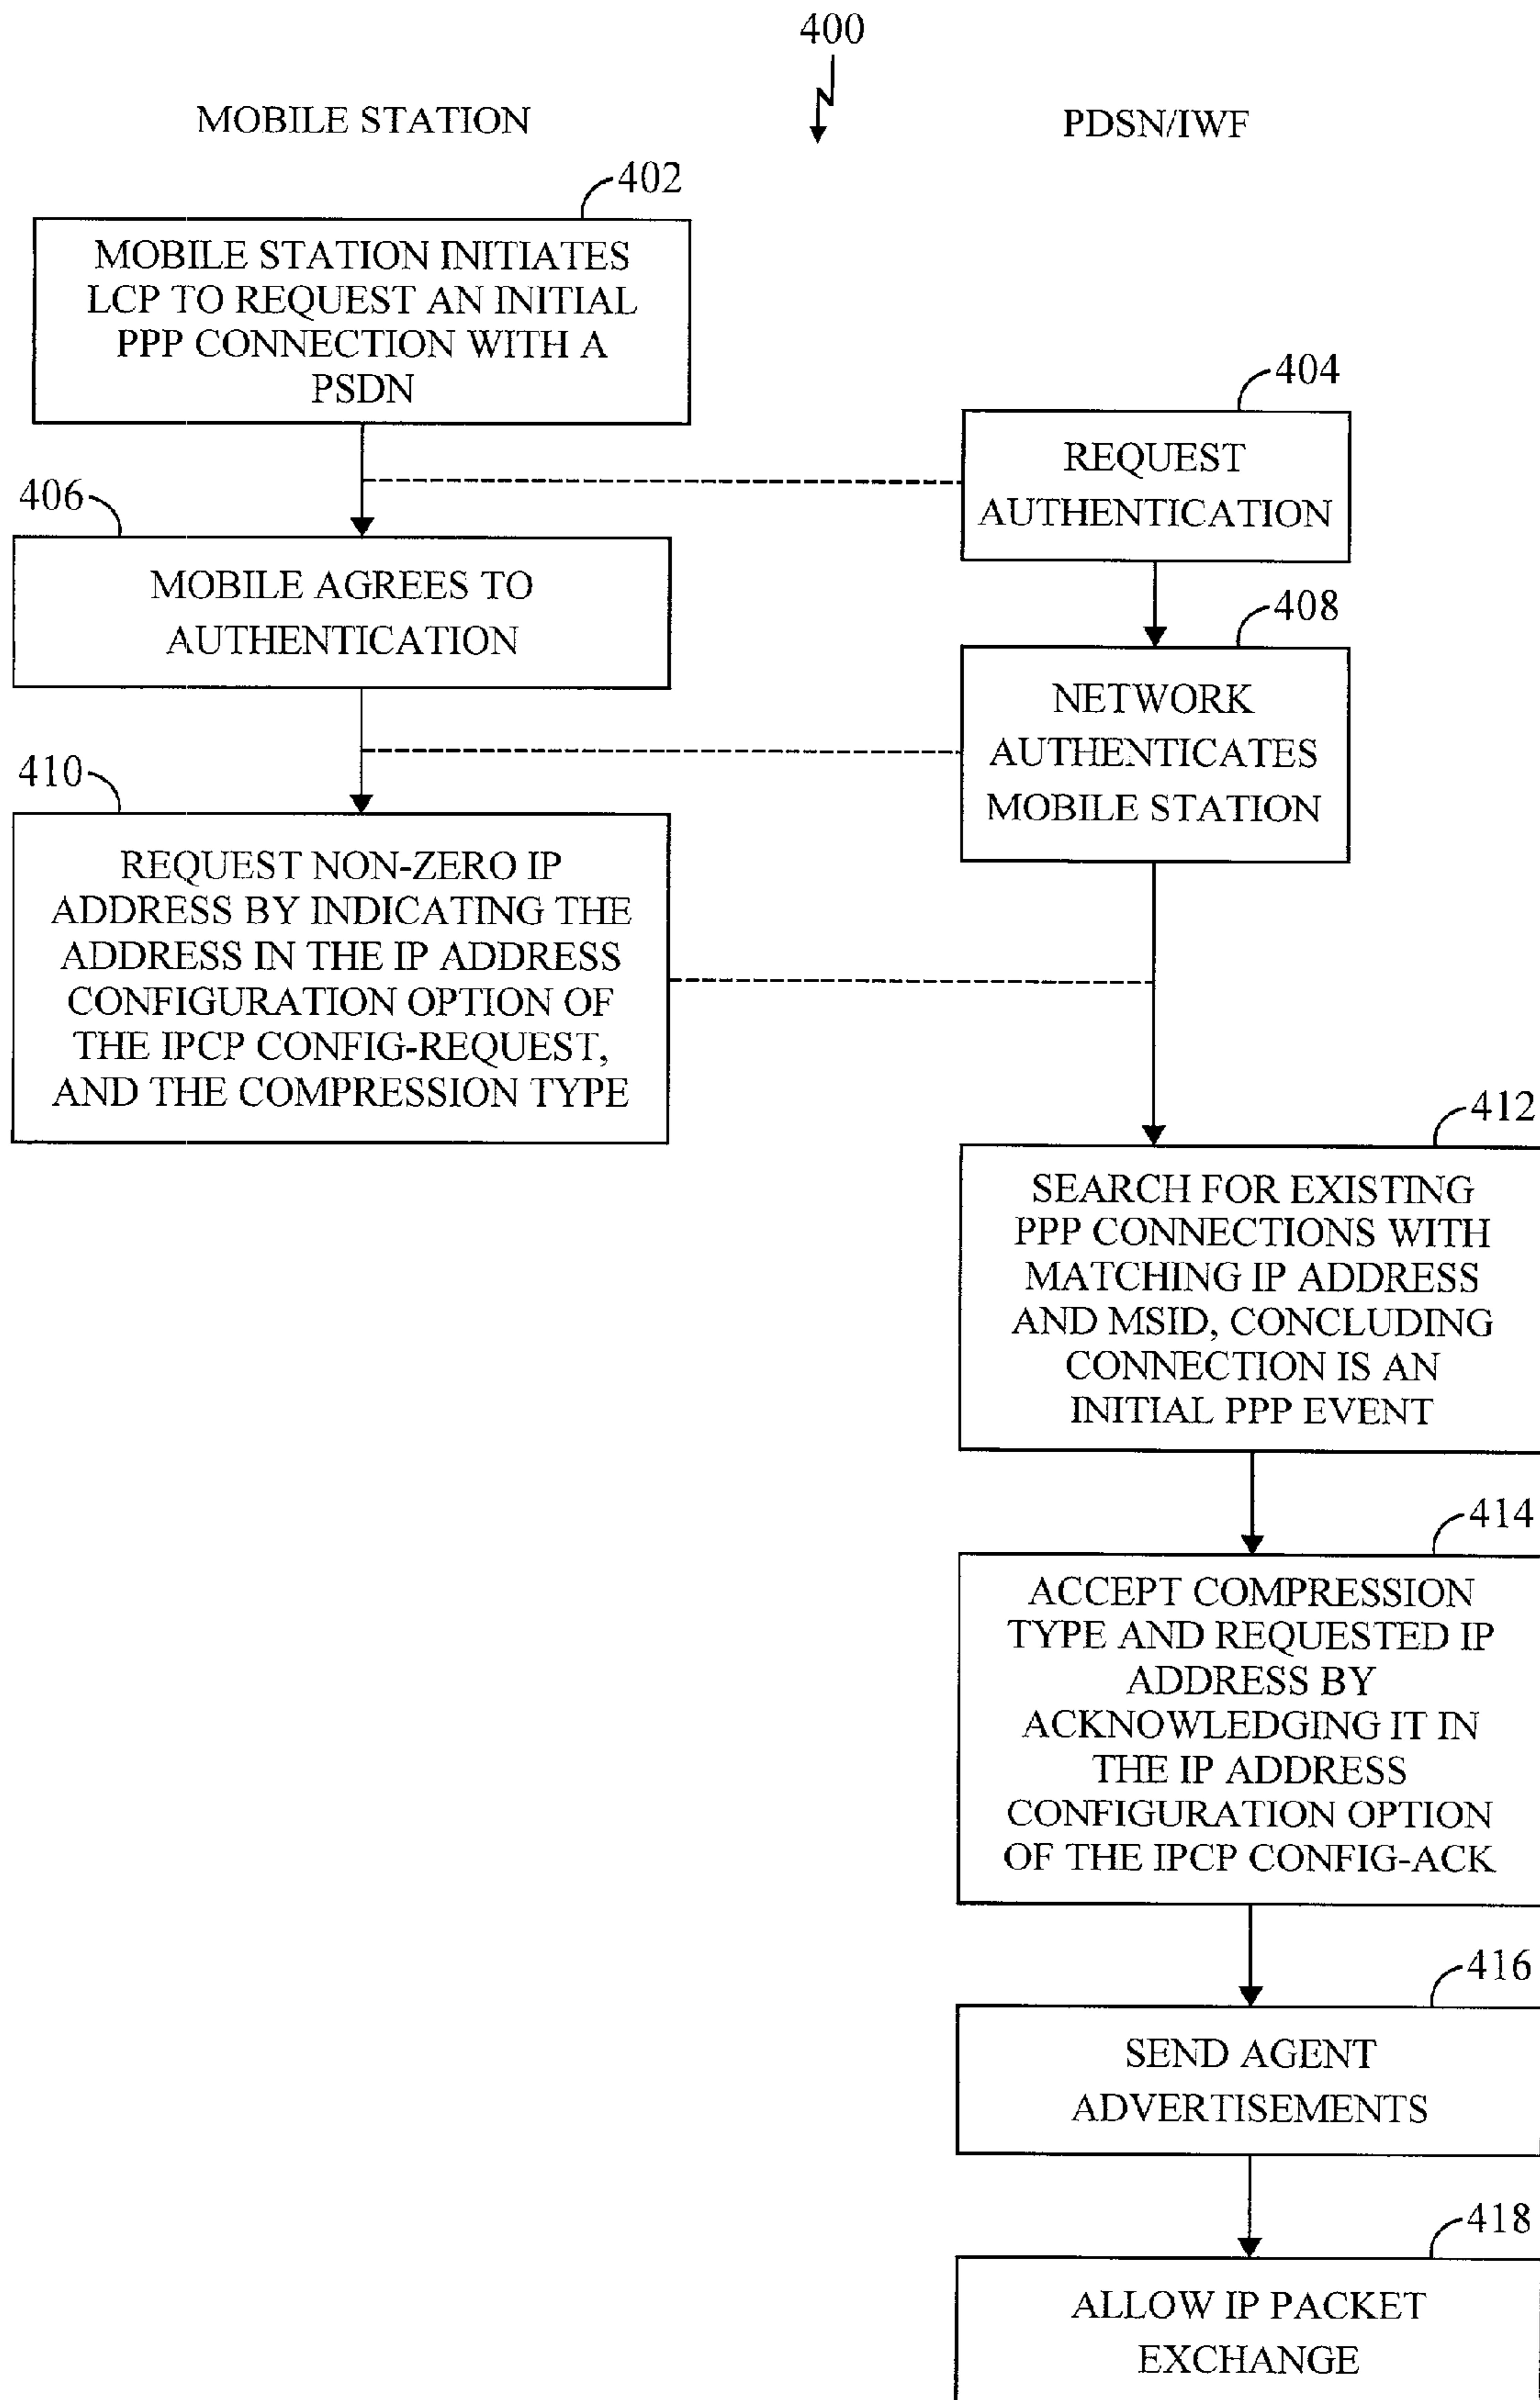 400
MOBILE STATION
PDSN/IWF
402
MOBILE STATION INITIATES
LCP TO REQUEST AN INITIAL
PPP CONNECTION WITH A
PSDN
404
REQUEST
AUTHENTICATION
406
MOBILE AGREES TO
AUTHENTICATION
408
NETWORK
AUTHENTICATES
MOBILE STATION
410
REQUEST NON-ZERO IP
ADDRESS BY INDICATING THE
ADDRESS IN THE IP ADDRESS
CONFIGURATION OPTION OF
THE IPCP CONFIG-REQUEST,
AND THE COMPRESSION TYPE
412
SEARCH FOR EXISTING
PPP CONNECTIONS WITH
MATCHING IP ADDRESS
AND MSID, CONCLUDING
CONNECTION IS AN
INITIAL PPP EVENT
414
ACCEPT COMPRESSION
TYPE AND REQUESTED IP
ADDRESS BY
ACKNOWLEDGING IT IN
THE IP ADDRESS
CONFIGURATION OPTION
OF THE IPCP CONFIG-ACK
416
SEND AGENT
ADVERTISEMENTS
418
ALLOW IP PACKET
EXCHANGE